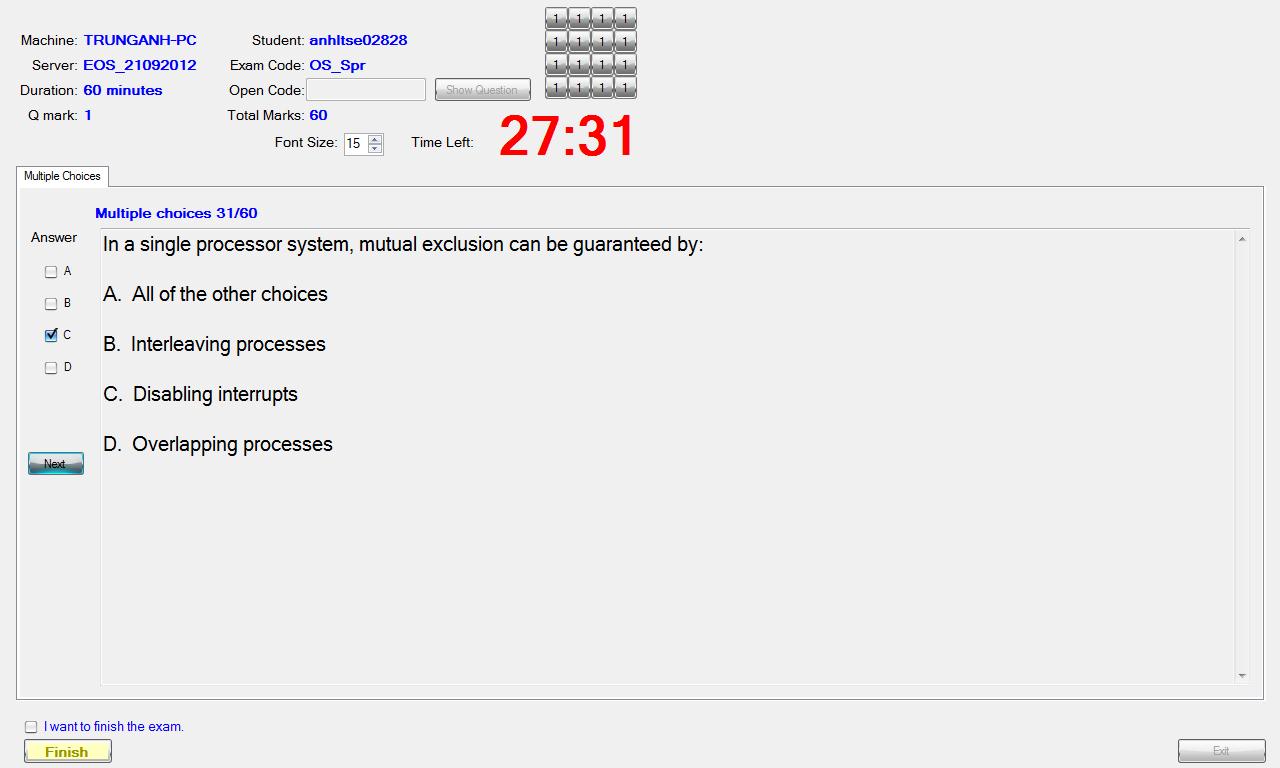 Machine: TRUNGANH-PC Student: anhltse02828
Server: EOS_21092012 Exam Code: OS_Spr
Duration: 60 minutes Open Code: Show Question
Q mark: 1 Total Marks: 60
1 1 1 1
1 1 1 1
1 1 1 1
1 1 1 1
Font Size: 15 Time Left: 27:31
Multiple Choices
Multiple choices 31/60
Answer
A
B
C
D
Next
In a single processor system, mutual exclusion can be guaranteed by:
A. All of the other choices
B. Interleaving processes
C. Disabling interrupts
D. Overlapping processes
I want to finish the exam.
Finish Exit